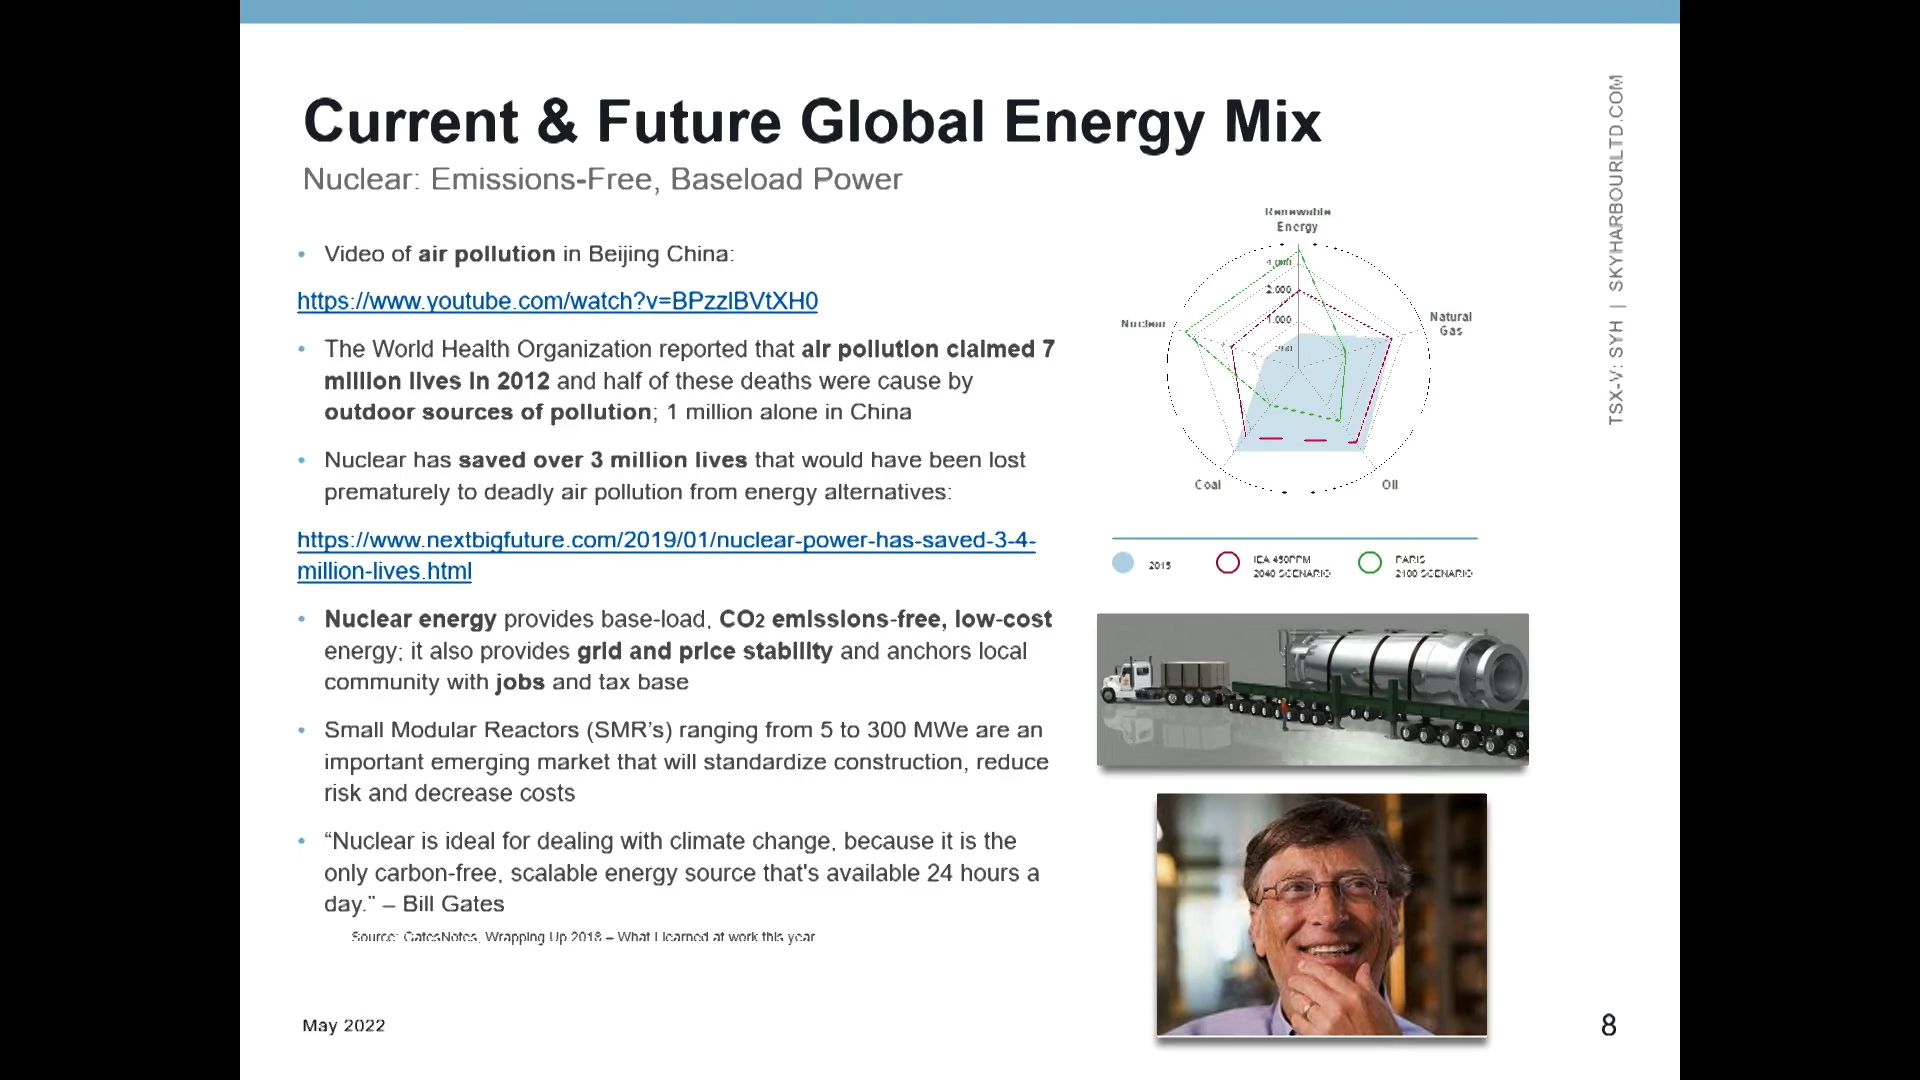 Current & Future Global Energy Mix
Nuclear: Emissions-Free, Baseload Power
• Video of air pollution in Beijing China:
https://www.youtube.com/watch?v=BPzzIBVtXH0
• The World Health Organization reported that air pollution claimed 7
million lives in 2012 and half of these deaths were cause by
outdoor sources of pollution; 1 million alone in China
• Nuclear has saved over 3 million lives that would have been lost
prematurely to deadly air pollution from energy alternatives:
https://www.nextbigfuture.com/2019/01/nuclear-power-has-saved-3-4-
million-lives.html
• Nuclear energy provides base-load, CO2 emissions-free, low-cost
energy; it also provides grid and price stability and anchors local
community with jobs and tax base
• Small Modular Reactors (SMR’s) ranging from 5 to 300 MWe are an
important emerging market that will standardize construction, reduce
risk and decrease costs
• “Nuclear is ideal for dealing with climate change, because it is the
only carbon-free, scalable energy source that's available 24 hours a
day.” – Bill Gates
Source: GatesNotes, Wrapping Up 2018 – What I learned at work this year
May 2022
Renewable
Energy
2,000
1,000
Nuclear
Natural
Gas
Coal
Oil
2015
IEA 450PPM
2040 SCENARIO
PARIS
2100 SCENARIO
TSX-V: SYH | SKYHARBOURLTD.COM
8